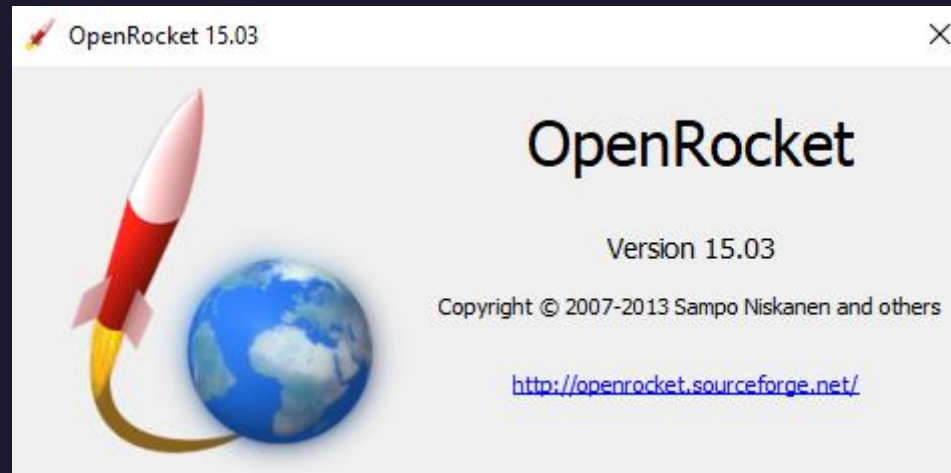 OpenRocket 15.03
OpenRocket
Version 15.03
Copyright © 2007-2013 Sampo Niskanen and others
http://openrocket.sourceforge.net/